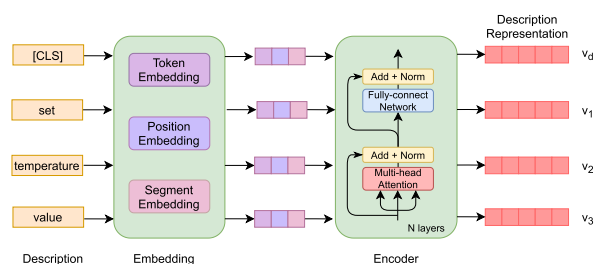 Description
Representation
[CLS]
Token
Embedding
Add + Norm
v_d
set
Position
Embedding
Fully-connect
Network
v_1
temperature
Add + Norm
v_2
Segment
Embedding
Multi-head
Attention
value
N layers
v_3
Description
Embedding
Encoder